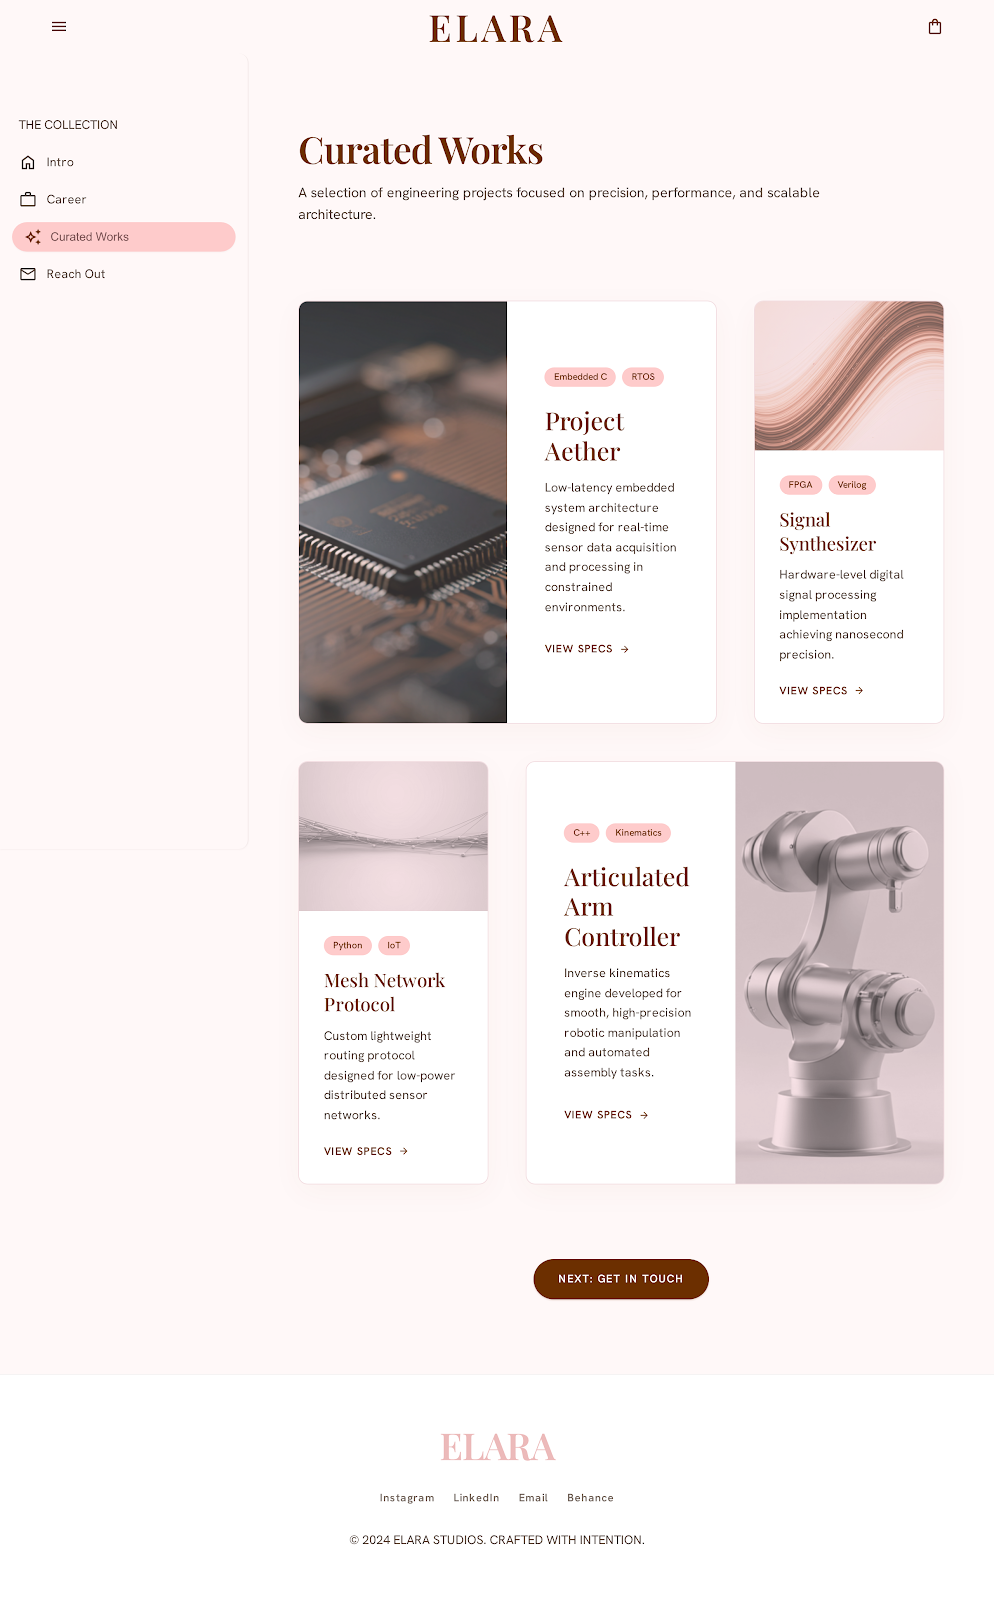 ELARA
THE COLLECTION
Intro
Career
Curated Works
Reach Out
Curated Works
A selection of engineering projects focused on precision, performance, and scalable
architecture.
Embedded C RTOS
Project
Aether
Low-latency embedded
system architecture
designed for real-time
sensor data acquisition
and processing in
constrained
environments.
VIEW SPECS →
FPGA Verilog
Signal
Synthesizer
Hardware-level digital
signal processing
implementation
achieving nanosecond
precision.
VIEW SPECS →
Python IoT
Mesh Network
Protocol
Custom lightweight
routing protocol
designed for low-power
distributed sensor
networks.
VIEW SPECS →
C++ Kinematics
Articulated
Arm
Controller
Inverse kinematics
engine developed for
smooth, high-precision
robotic manipulation
and automated
assembly tasks.
VIEW SPECS →
NEXT: GET IN TOUCH
ELARA
Instagram LinkedIn Email Behance
© 2024 ELARA STUDIOS. CRAFTED WITH INTENTION.